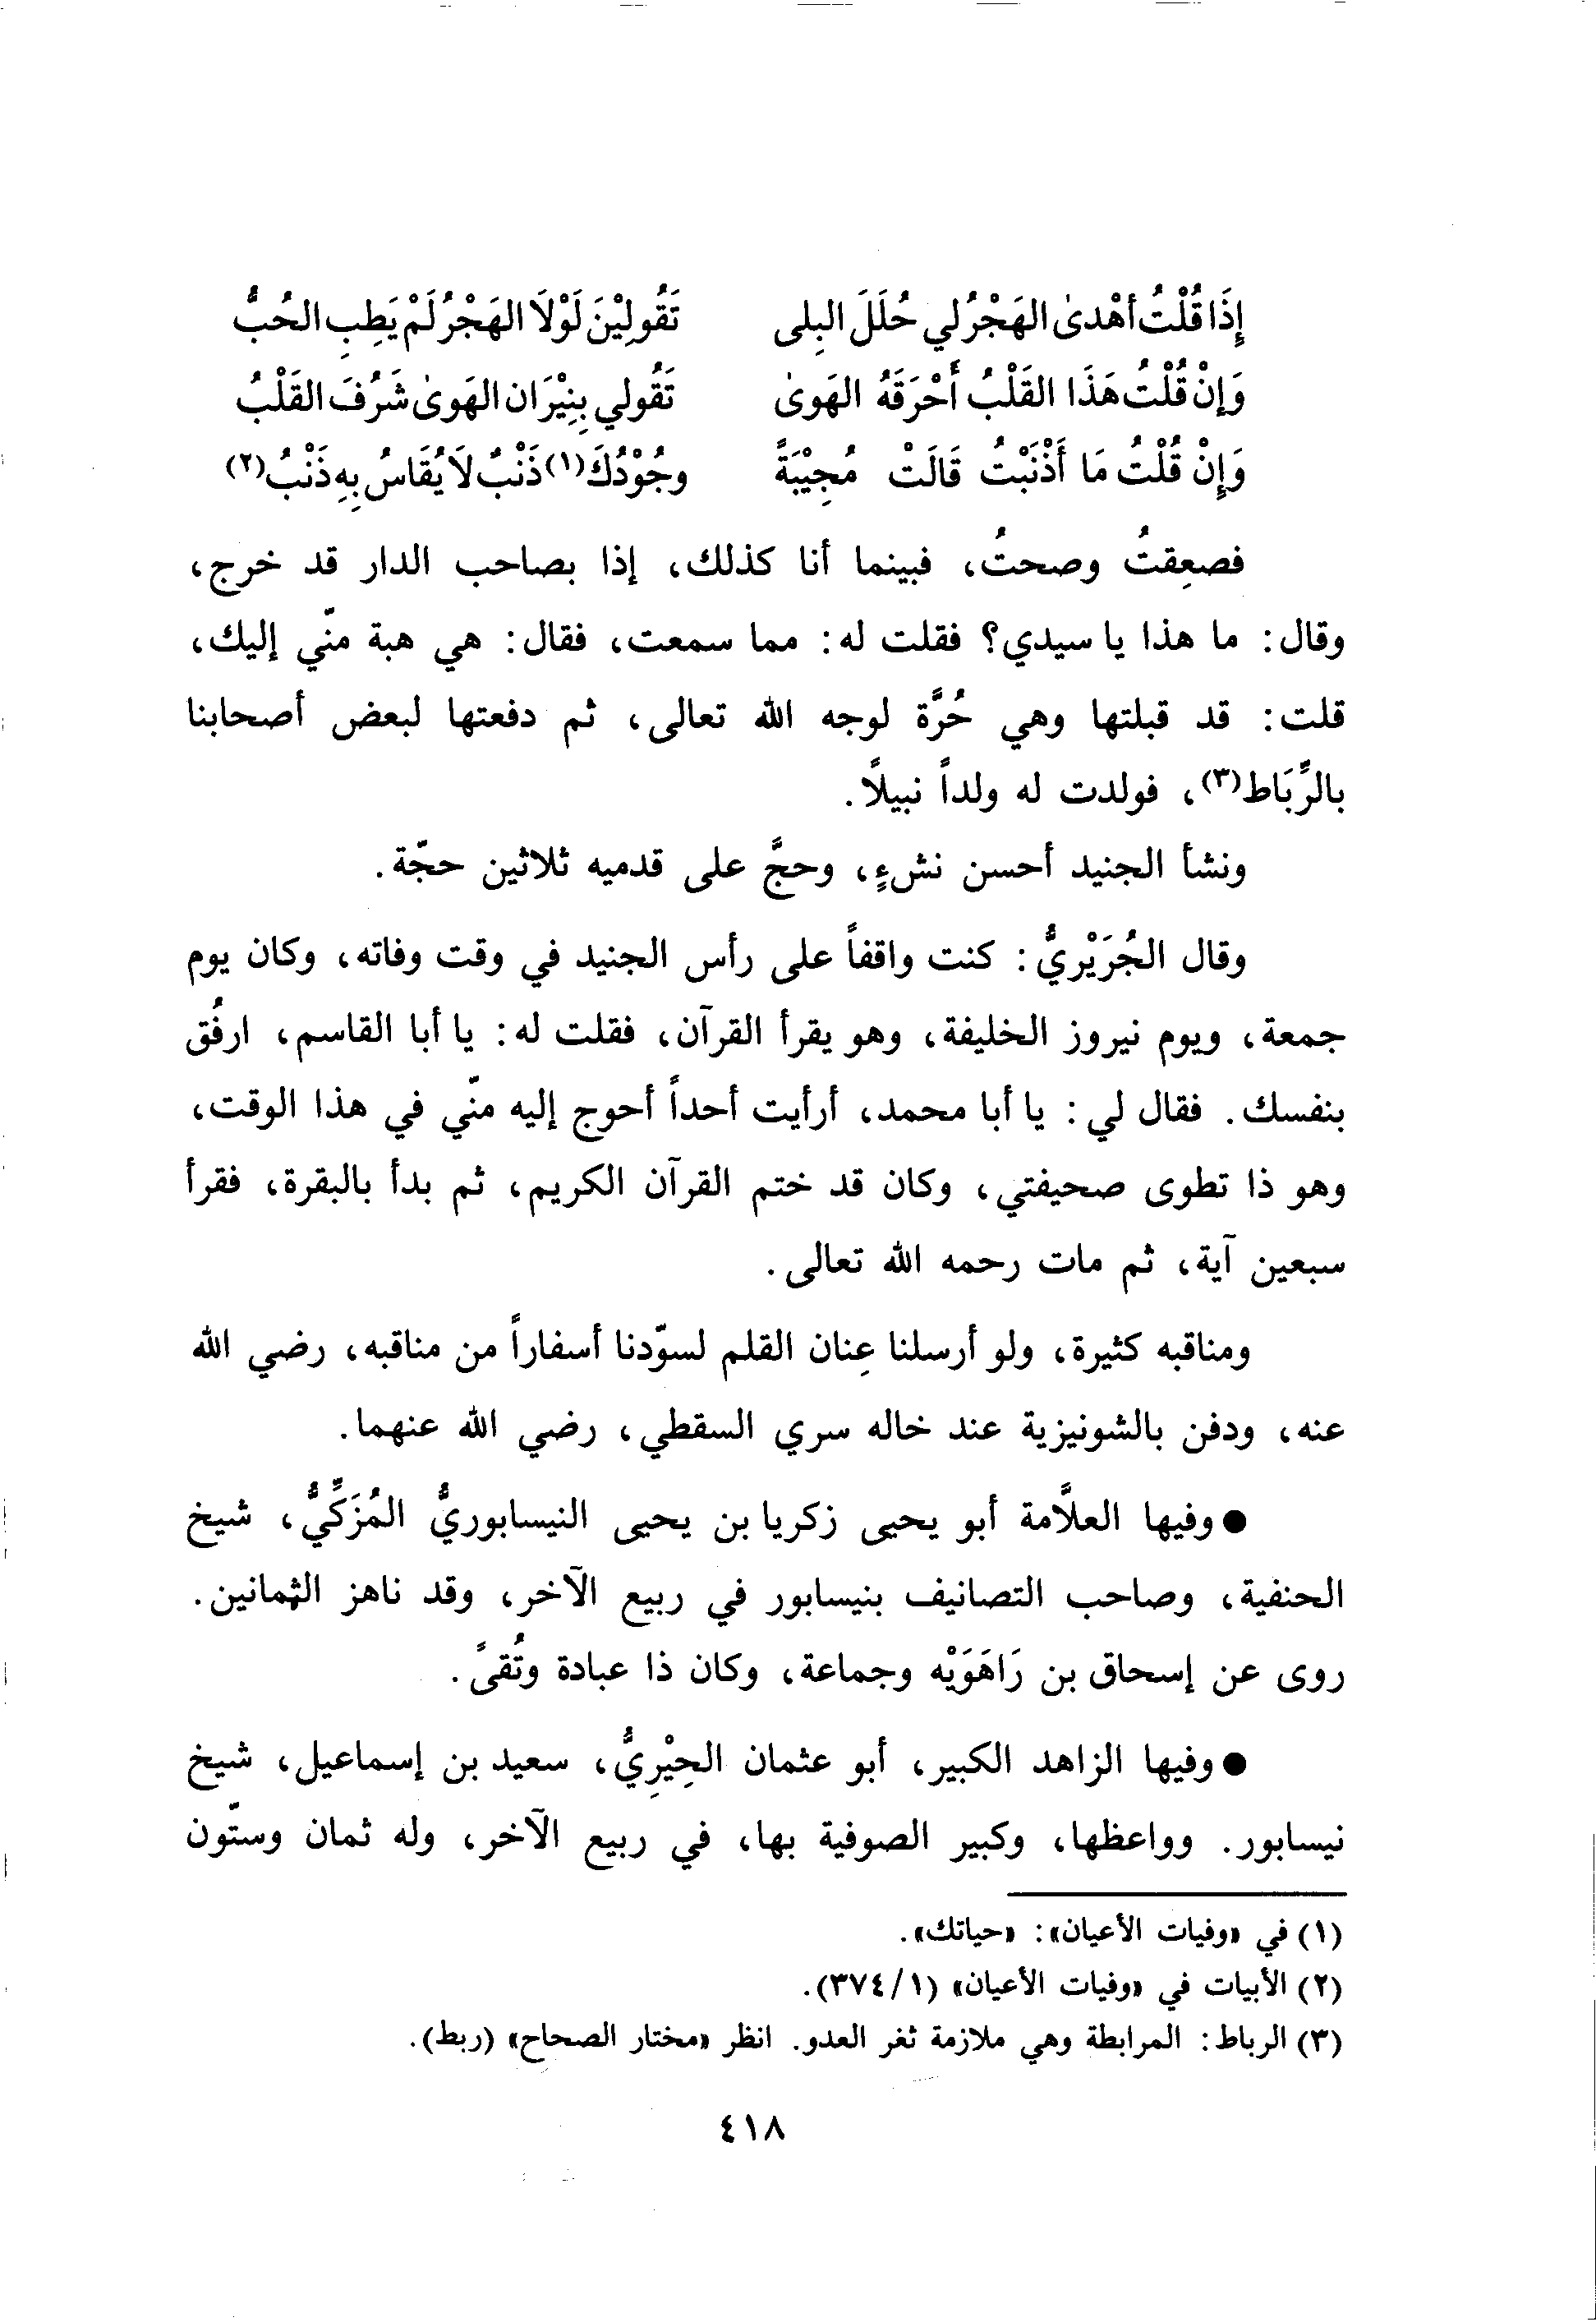 إِذَا قُلْتُ أهْدىٰ الهَجْرُ لي حُلَلَ البِلى تَقُولِيْنَ لَوْلَا الهَجْرُ لَمْ يَطِبِ الحُبُّ
وَإنْ قُلْتُ هَذَا القَلْبُ أَحْرَقَهُ الهَوىٰ تَقُولي بِنِيْرَان الهَوىٰ شَرُفَ القَلْبُ
وَإِنْ قُلْتُ مَا أَذْنَبْتُ قَالَتْ مُجِيْبَةً وجُوْدُكَ(١) ذَنْبٌ لَا يُقَاسُ بِهِ ذَنْبُ(٢)
فصعِقتُ وصحتُ، فبينما أنا كذلك، إذا بصاحب الدار قد خرج،
وقال: ما هذا يا سيدي؟ فقلت له: مما سمعت، فقال: هي هبة منّي إليك،
قلت: قد قبلتها وهي حُرَّة لوجه الله تعالى، ثم دفعتها لبعض أصحابنا
بالرِّبَاط(٣)، فولدت له ولداً نبيلاً.
ونشأ الجنيد أحسن نشءٍ، وحجَّ على قدميه ثلاثين حجّة.
وقال الجُرَيْريُّ: كنت واقفاً على رأس الجنيد في وقت وفاته، وكان يوم
جمعة، ويوم نيروز الخليفة، وهو يقرأ القرآن، فقلت له: يا أبا القاسم، ارفُق
بنفسك. فقال لي: يا أبا محمد، أرأيت أحداً أحوج إليه منّي في هذا الوقت،
وهو ذا تطوى صحيفتي، وكان قد ختم القرآن الكريم، ثم بدأ بالبقرة، فقرأ
سبعين آية، ثم مات رحمه الله تعالى.
ومناقبه كثيرة، ولو أرسلنا عِنان القلم لسوّدنا أسفاراً من مناقبه، رضي الله
عنه، ودفن بالشونيزية عند خاله سري السقطي، رضي الله عنهما.
● وفيها العلاَّمة أبو يحيى زكريا بن يحيى النيسابوريُّ المُزَكِّيُّ، شيخ
الحنفية، وصاحب التصانيف بنيسابور في ربيع الآخر، وقد ناهز الثمانين.
روى عن إسحاق بن رَاهَوَيْه وجماعة، وكان ذا عبادة وتُقىً.
● وفيها الزاهد الكبير، أبو عثمان الحِيْرِيُّ، سعيد بن إسماعيل، شيخ
نيسابور. وواعظها، وكبير الصوفية بها، في ربيع الآخر، وله ثمان وستّون
(١) في «وفيات الأعيان»: «حياتك».
(٢) الأبيات في «وفيات الأعيان» (١/ ٣٧٤).
(٣) الرباط: المرابطة وهي ملازمة ثغر العدو. انظر «مختار الصحاح» (ربط).
٤١٨